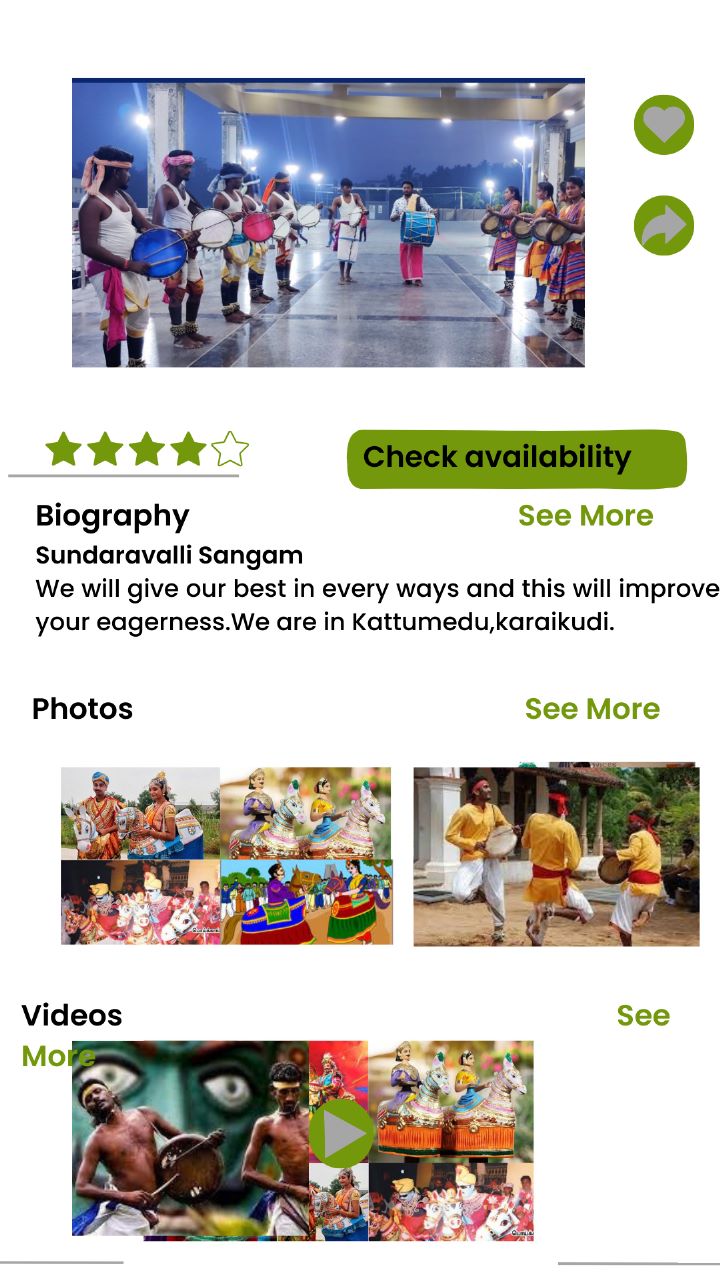 Check availability
Biography See More
Sundaravalli Sangam
We will give our best in every ways and this will improve
your eagerness.We are in Kattumedu,karaikudi.
Photos See More
Videos See
More